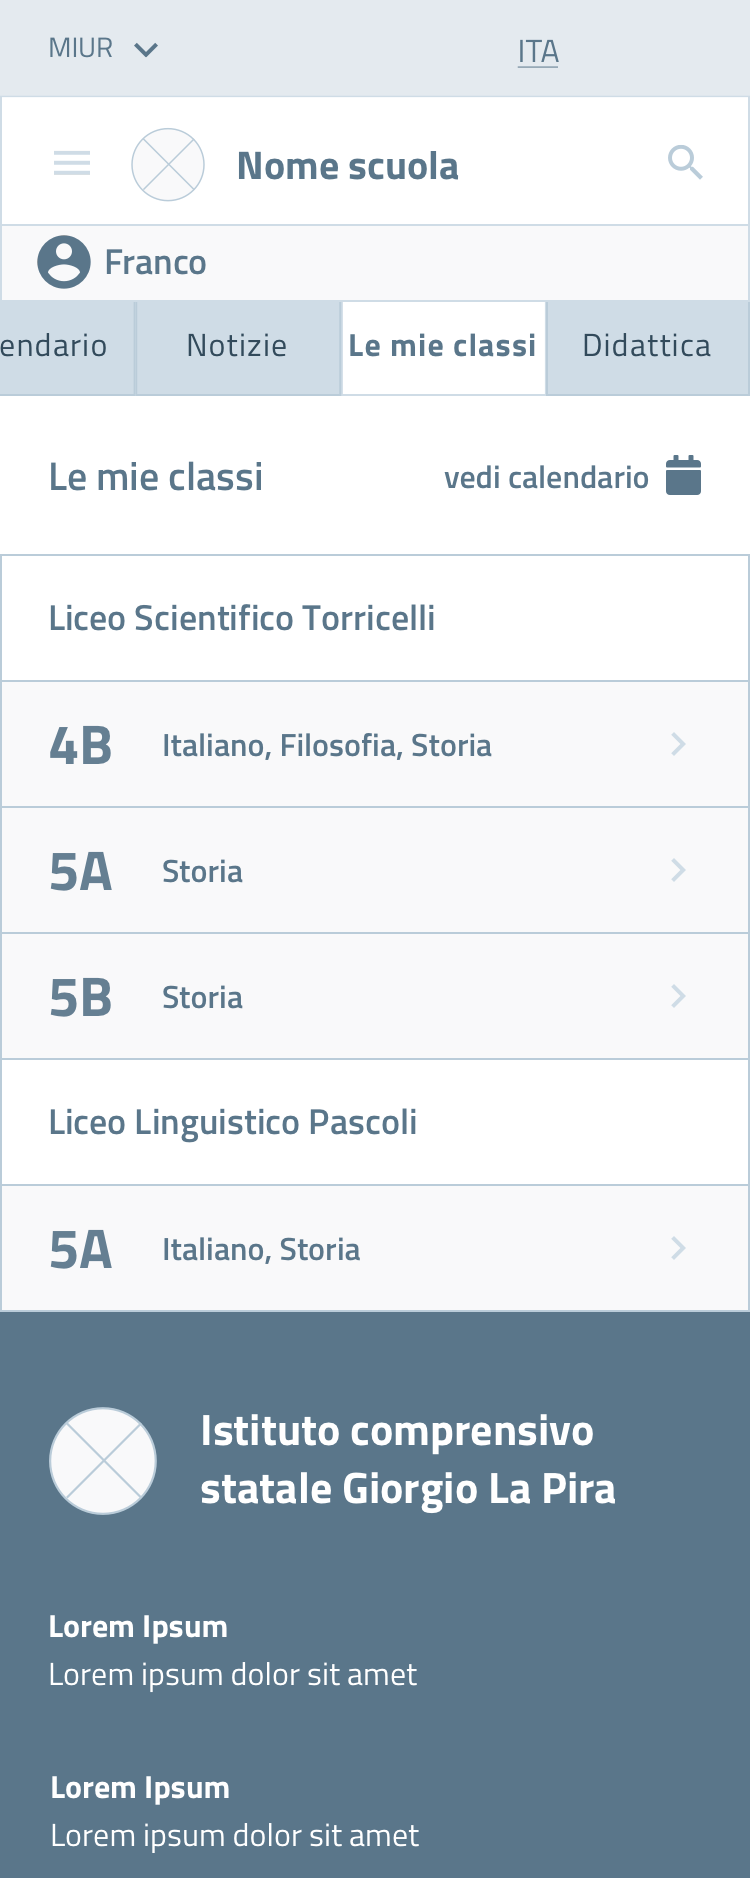 MIUR
ITA
Nome scuola
Franco
endario
Notizie
Le mie classi
Didattica
Le mie classi
vedi calendario
Liceo Scientifico Torricelli
4B Italiano, Filosofia, Storia
5A Storia
5B Storia
Liceo Linguistico Pascoli
5A Italiano, Storia
Istituto comprensivo
statale Giorgio La Pira
Lorem Ipsum
Lorem ipsum dolor sit amet
Lorem Ipsum
Lorem ipsum dolor sit amet